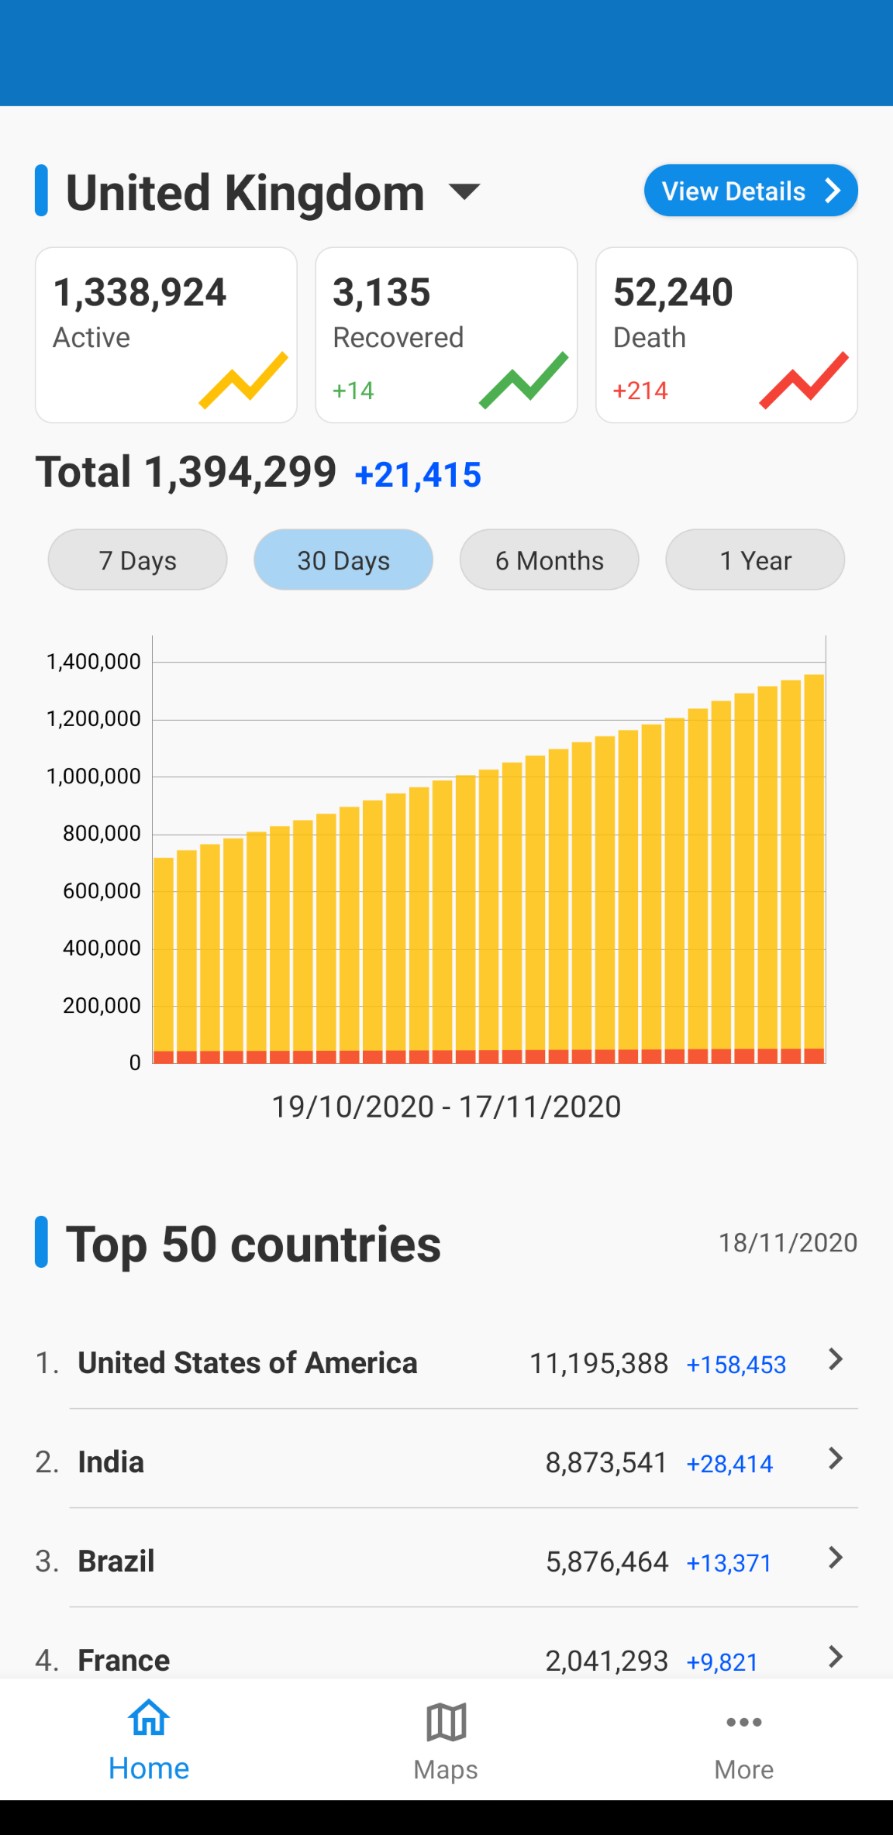 United Kingdom
View Details
1,338,924
Active
3,135
Recovered
+14
52,240
Death
+214
Total 1,394,299 +21,415
7 Days
30 Days
6 Months
1 Year
1,400,000
1,200,000
1,000,000
800,000
600,000
400,000
200,000
0
19/10/2020 - 17/11/2020
Top 50 countries
18/11/2020
1. United States of America 11,195,388 +158,453
2. India 8,873,541 +28,414
3. Brazil 5,876,464 +13,371
4. France 2,041,293 +9,821
Home
Maps
More